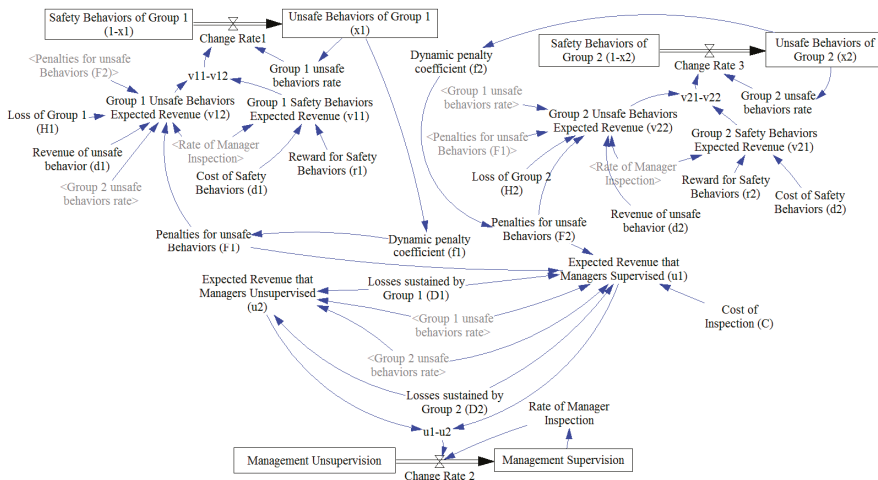 Safety Behaviors of Group 1
(1-x1)
Unsafe Behaviors of Group 1
(x1)
Change Rate1
<Penalties for unsafe
Behaviors (F2)>
v11-v12
Group 1 unsafe
behaviors rate
Group 1 Unsafe Behaviors
Expected Revenue (v12)
Group 1 Safety Behaviors
Expected Revenue (v11)
Loss of Group 1
(H1)
Revenue of unsafe
behavior (d1)
<Rate of Manager
Inspection>
Reward for Safety
Behaviors (r1)
Cost of Safety
Behaviors (d1)
<Group 2 unsafe
behaviors rate>
Penalties for unsafe
Behaviors (F1)
Dynamic penalty
coefficient (f1)
Dynamic penalty
coefficient (f2)
Safety Behaviors of
Group 2 (1-x2)
Unsafe Behaviors of
Group 2 (x2)
Change Rate 3
<Group 1 unsafe
behaviors rate>
v21-v22
Group 2 unsafe
behaviors rate
Group 2 Unsafe Behaviors
Expected Revenue (v22)
<Penalties for unsafe
Behaviors (F1)>
Group 2 Safety Behaviors
Expected Revenue (v21)
<Rate of Manager
Inspection>
Loss of Group 2
(H2)
Reward for Safety
Behaviors (r2)
Cost of Safety
Behaviors (d2)
Penalties for unsafe
Behaviors (F2)
Revenue of unsafe
behavior (d2)
Expected Revenue that
Managers Supervised (u1)
Expected Revenue that
Managers Unsupervised
(u2)
Losses sustained by
Group 1 (D1)
Cost of
Inspection (C)
<Group 1 unsafe
behaviors rate>
<Group 2 unsafe
behaviors rate>
Losses sustained by
Group 2 (D2)
Rate of Manager
Inspection
u1-u2
Management Unsupervision
Management Supervision
Change Rate 2